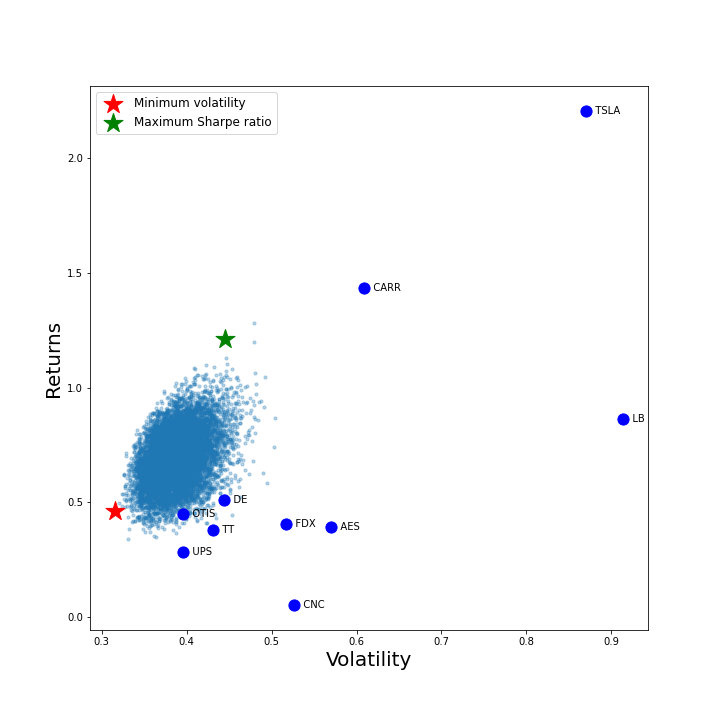 Minimum volatility
Maximum Sharpe ratio
TSLA
2.0
1.5
CARR
Returns
1.0
LB
0.5
DE
OTIS
FDX
AES
TT
UPS
CNC
0.0
0.3 0.4 0.5 0.6 0.7 0.8 0.9
Volatility